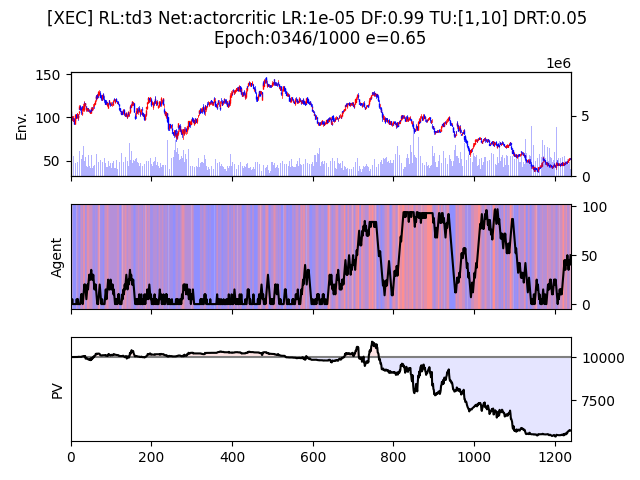 [XEC] RL:td3 Net:actorcritic LR:1e-05 DF:0.99 TU:[1,10] DRT:0.05
Epoch:0346/1000 e=0.65
1e6
150
100
50
Env.
5
0
Agent
100
50
0
PV
10000
7500
0 200 400 600 800 1000 1200